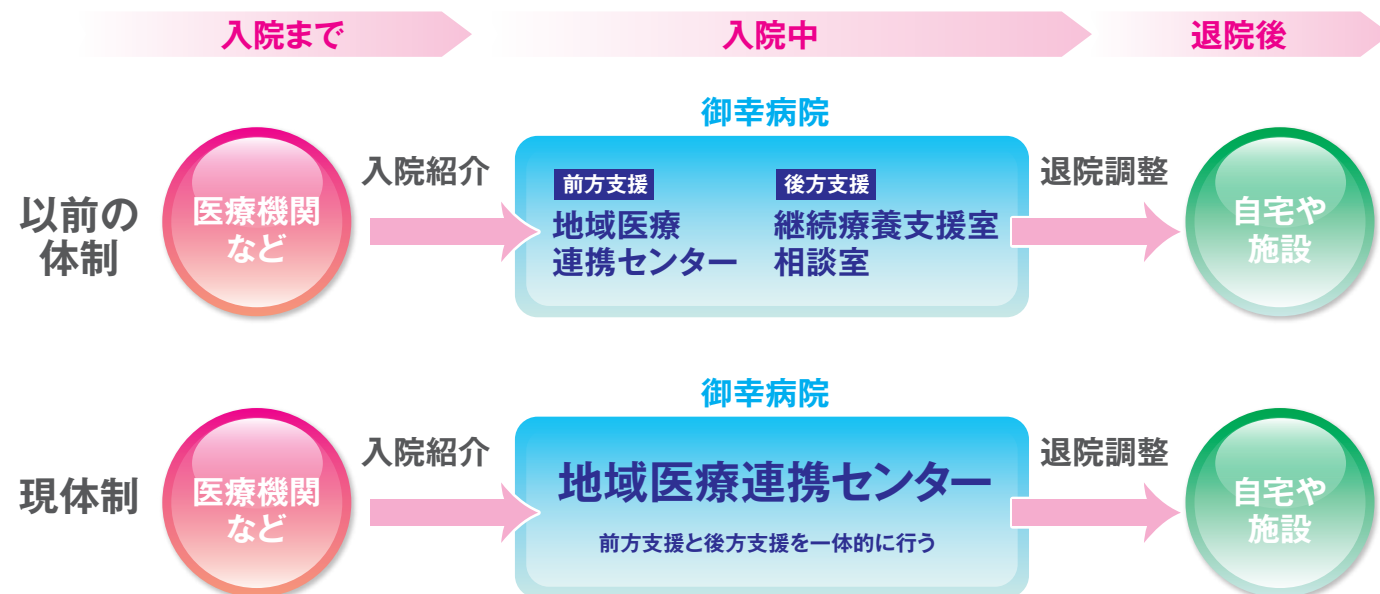 入院まで
入院中
退院後
御幸病院
以前の
体制
医療機関
など
入院紹介
前方支援
地域医療
連携センター
後方支援
継続療養支援室
相談室
退院調整
自宅や
施設
御幸病院
現体制
医療機関
など
入院紹介
地域医療連携センター
前方支援と後方支援を一体的に行う
退院調整
自宅や
施設